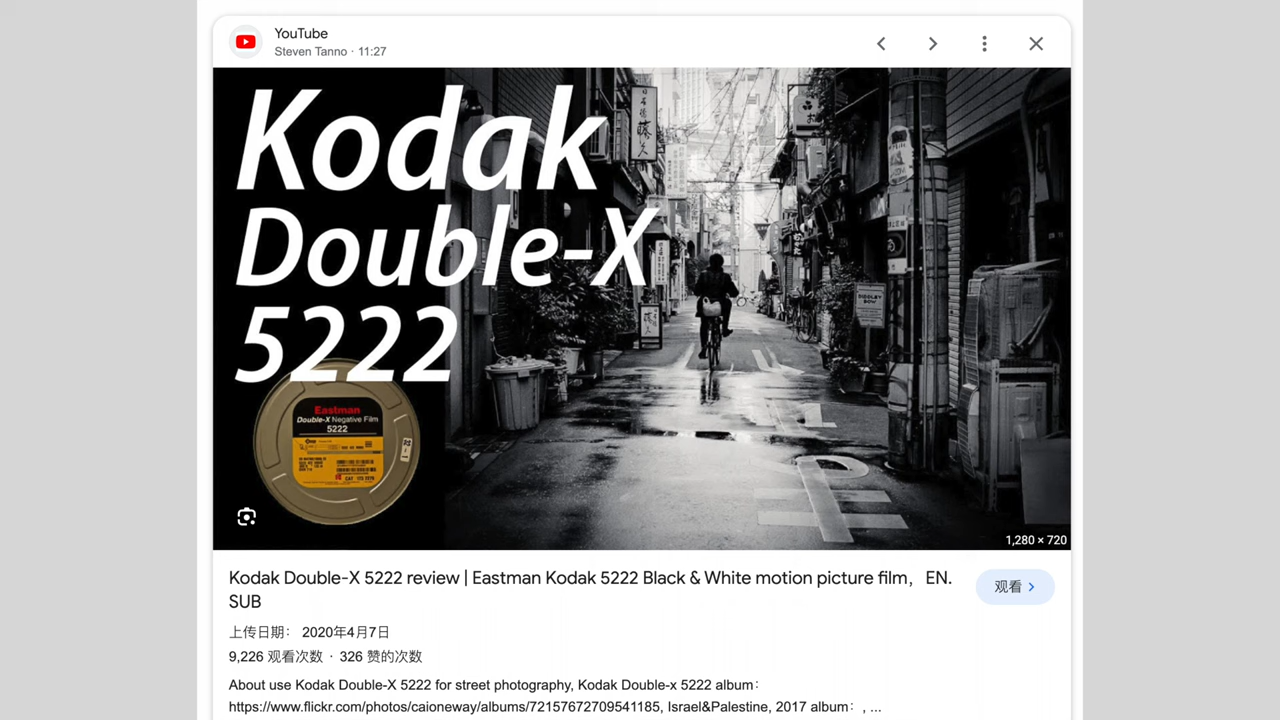 YouTube
Steven Tanno · 11:27
Kodak
Double-X
5222
Eastman
Double-X Negative Film
5222
1,280 × 720
Kodak Double-X 5222 review | Eastman Kodak 5222 Black & White motion picture film，EN.
SUB
观看
上传日期： 2020年4月7日
9,226 观看次数 · 326 赞的次数
About use Kodak Double-X 5222 for street photography, Kodak Double-x 5222 album：
https://www.flickr.com/photos/caioneway/albums/72157672709541185, Israel&Palestine, 2017 album：, ...